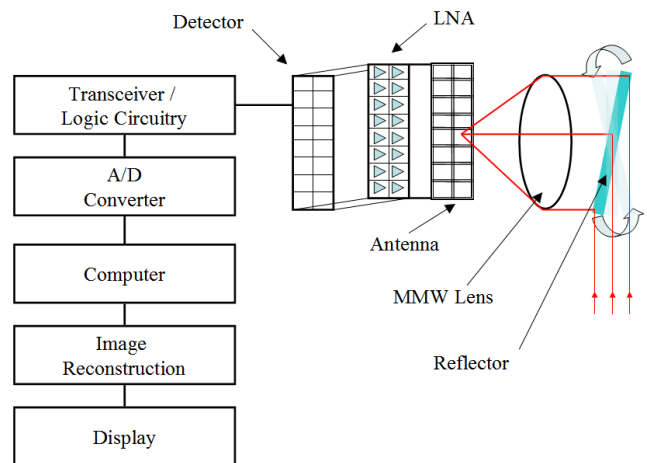 Detector
LNA
Transceiver /
Logic Circuitry
A/D
Converter
Antenna
Computer
MMW Lens
Image
Reconstruction
Reflector
Display